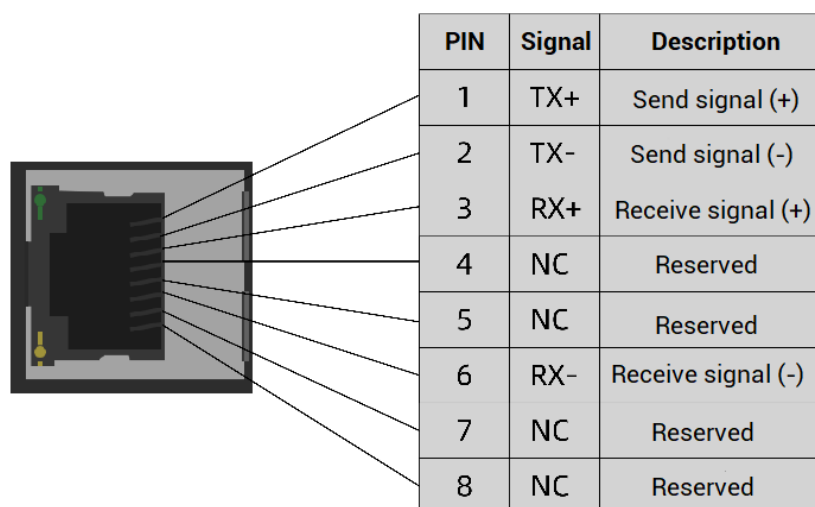 PIN Signal Description
1 TX+ Send signal (+)
2 TX- Send signal (-)
3 RX+ Receive signal (+)
4 NC Reserved
5 NC Reserved
6 RX- Receive signal (-)
7 NC Reserved
8 NC Reserved